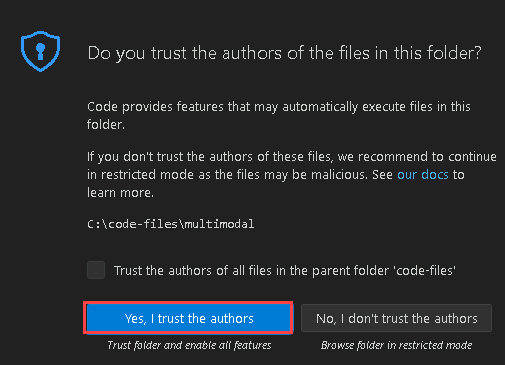 Do you trust the authors of the files in this folder?
Code provides features that may automatically execute files in this
folder.
If you don't trust the authors of these files, we recommend to continue
in restricted mode as the files may be malicious. See our docs to
learn more.
C:\code-files\multimodal
Trust the authors of all files in the parent folder 'code-files'
Yes, I trust the authors
No, I don't trust the authors
Trust folder and enable all features
Browse folder in restricted mode